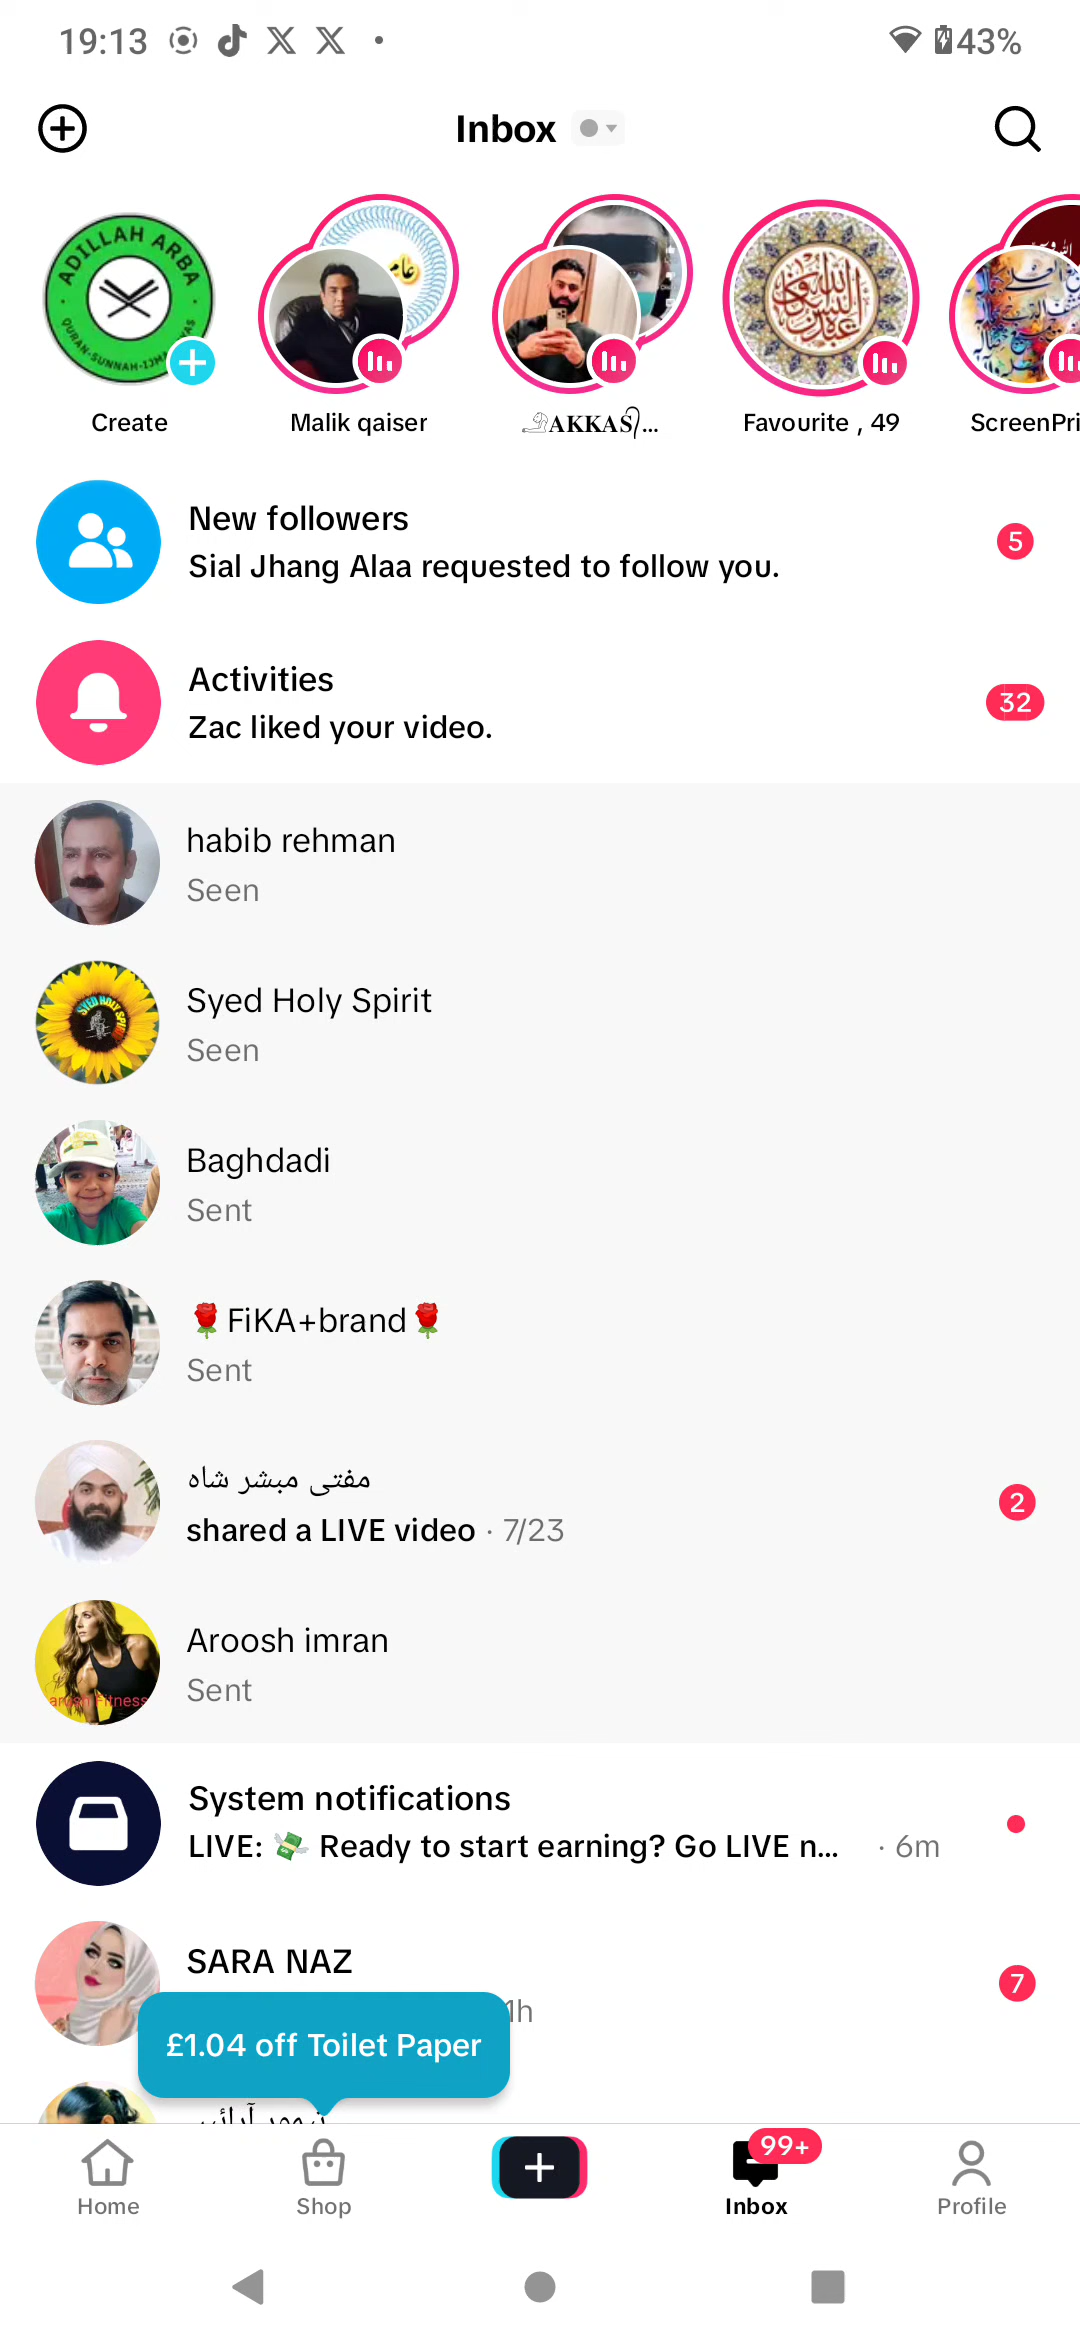 19:13
43%
Inbox
ADILLAH ARBA
Create
Malik qaiser
AKKAS...
Favourite , 49
ScreenPri
New followers
Sial Jhang Alaa requested to follow you.
5
Activities
Zac liked your video.
32
habib rehman
Seen
Syed Holy Spirit
Seen
Baghdadi
Sent
🌹FiKA+brand🌹
Sent
مفتی مبشر شاہ
shared a LIVE video · 7/23
2
Aroosh imran
Sent
System notifications
LIVE: 💸 Ready to start earning? Go LIVE n... · 6m
SARA NAZ
7
£1.04 off Toilet Paper
Home
Shop
99+
Inbox
Profile